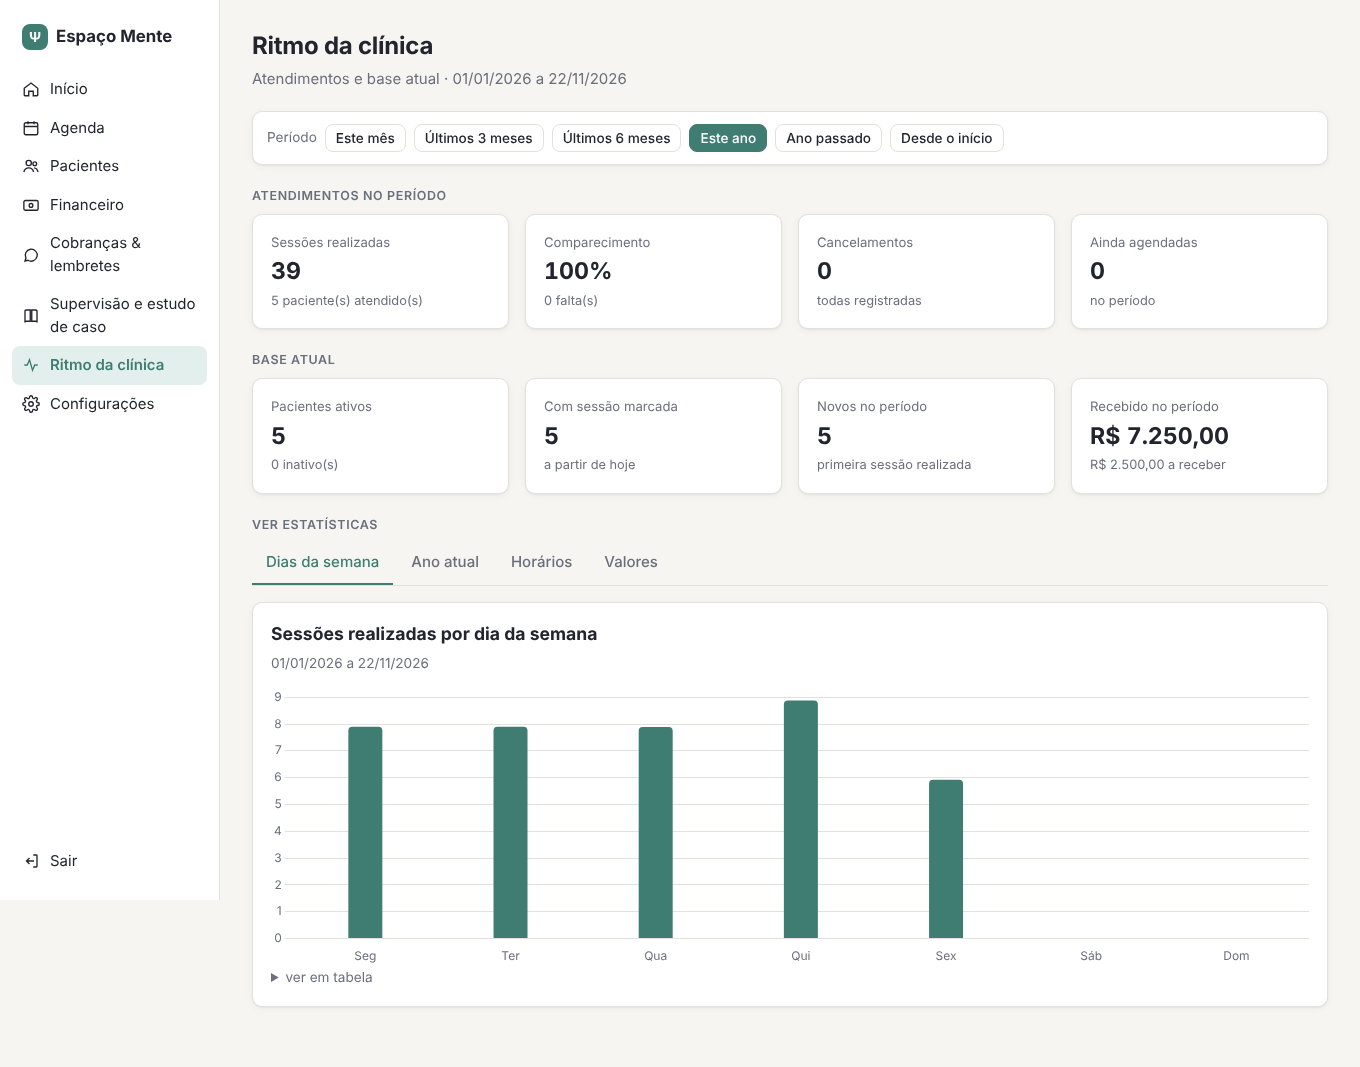 Ψ Espaço Mente
Início
Agenda
Pacientes
Financeiro
Cobranças &
lembretes
Supervisão e estudo
de caso
Ritmo da clínica
Configurações
Sair
Ritmo da clínica
Atendimentos e base atual · 01/01/2026 a 22/11/2026
Período Este mês Últimos 3 meses Últimos 6 meses Este ano Ano passado Desde o início
ATENDIMENTOS NO PERÍODO
Sessões realizadas
39
5 paciente(s) atendido(s)
Comparecimento
100%
0 falta(s)
Cancelamentos
0
todas registradas
Ainda agendadas
0
no período
BASE ATUAL
Pacientes ativos
5
0 inativo(s)
Com sessão marcada
5
a partir de hoje
Novos no período
5
primeira sessão realizada
Recebido no período
R$ 7.250,00
R$ 2.500,00 a receber
VER ESTATÍSTICAS
Dias da semana Ano atual Horários Valores
Sessões realizadas por dia da semana
01/01/2026 a 22/11/2026
9
8
7
6
5
4
3
2
1
0
Seg Ter Qua Qui Sex Sáb Dom
ver em tabela